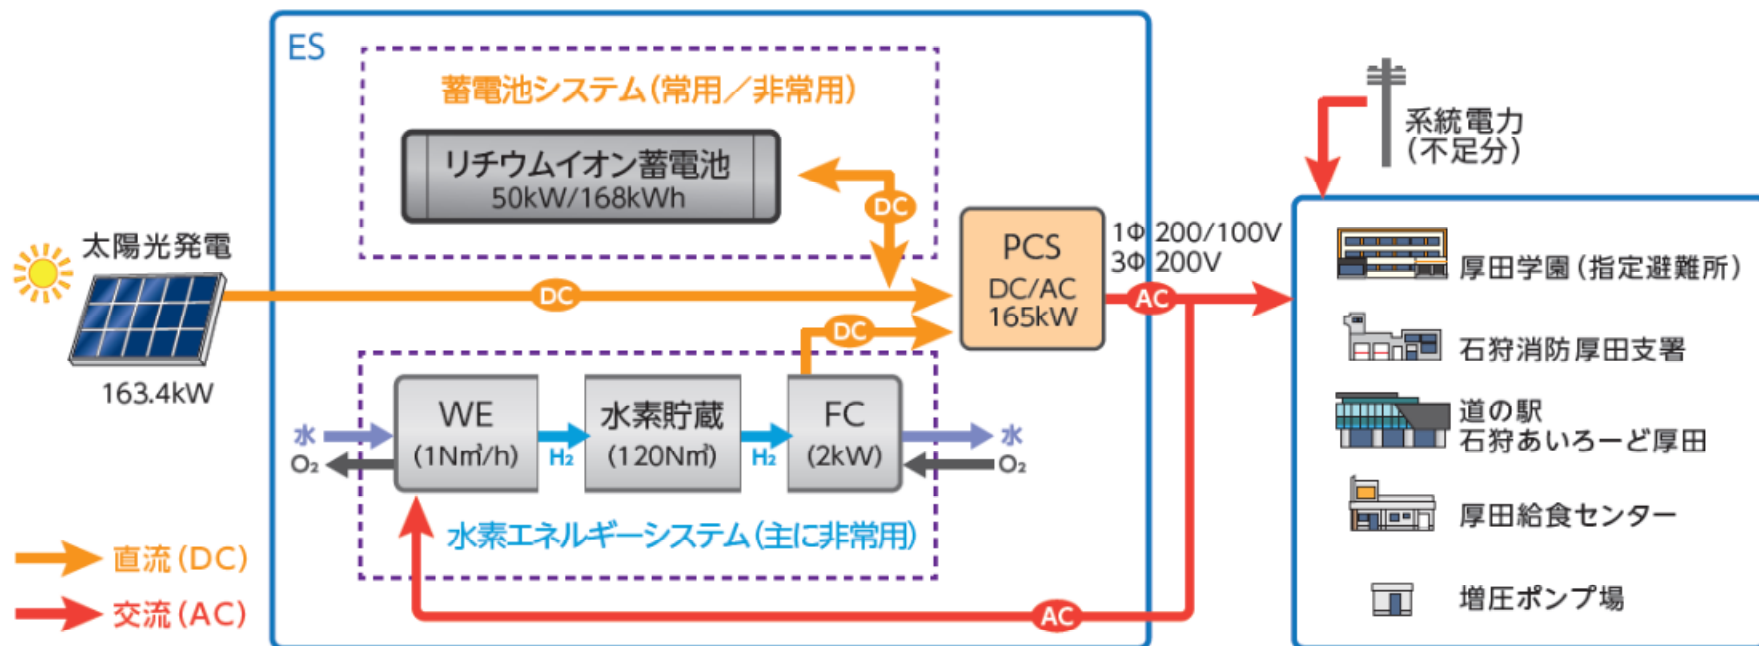 ES
蓄電池システム(常用/非常用)
リチウムイオン蓄電池
50kW/168kWh
DC
太陽光発電
163.4kW
DC
DC
PCS
DC/AC
165kW
1Φ 200/100V
3Φ 200V
AC
水
O₂
WE
(1N㎥/h)
H₂
水素貯蔵
(120N㎥)
H₂
FC
(2kW)
水
O₂
水素エネルギーシステム(主に非常用)
AC
直流(DC)
交流(AC)
系統電力
(不足分)
厚田学園(指定避難所)
石狩消防厚田支署
道の駅
石狩あいろーど厚田
厚田給食センター
増圧ポンプ場